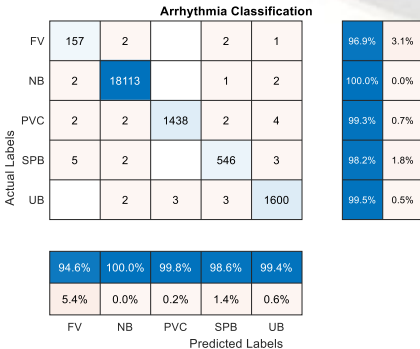 Arrhythmia Classification
Actual Labels
FV 157 2 2 1 96.9% 3.1%
NB 2 18113 1 2 100.0% 0.0%
PVC 2 2 1438 2 4 99.3% 0.7%
SPB 5 2 546 3 98.2% 1.8%
UB 2 3 3 1600 99.5% 0.5%
94.6% 100.0% 99.8% 98.6% 99.4%
5.4% 0.0% 0.2% 1.4% 0.6%
FV NB PVC SPB UB
Predicted Labels